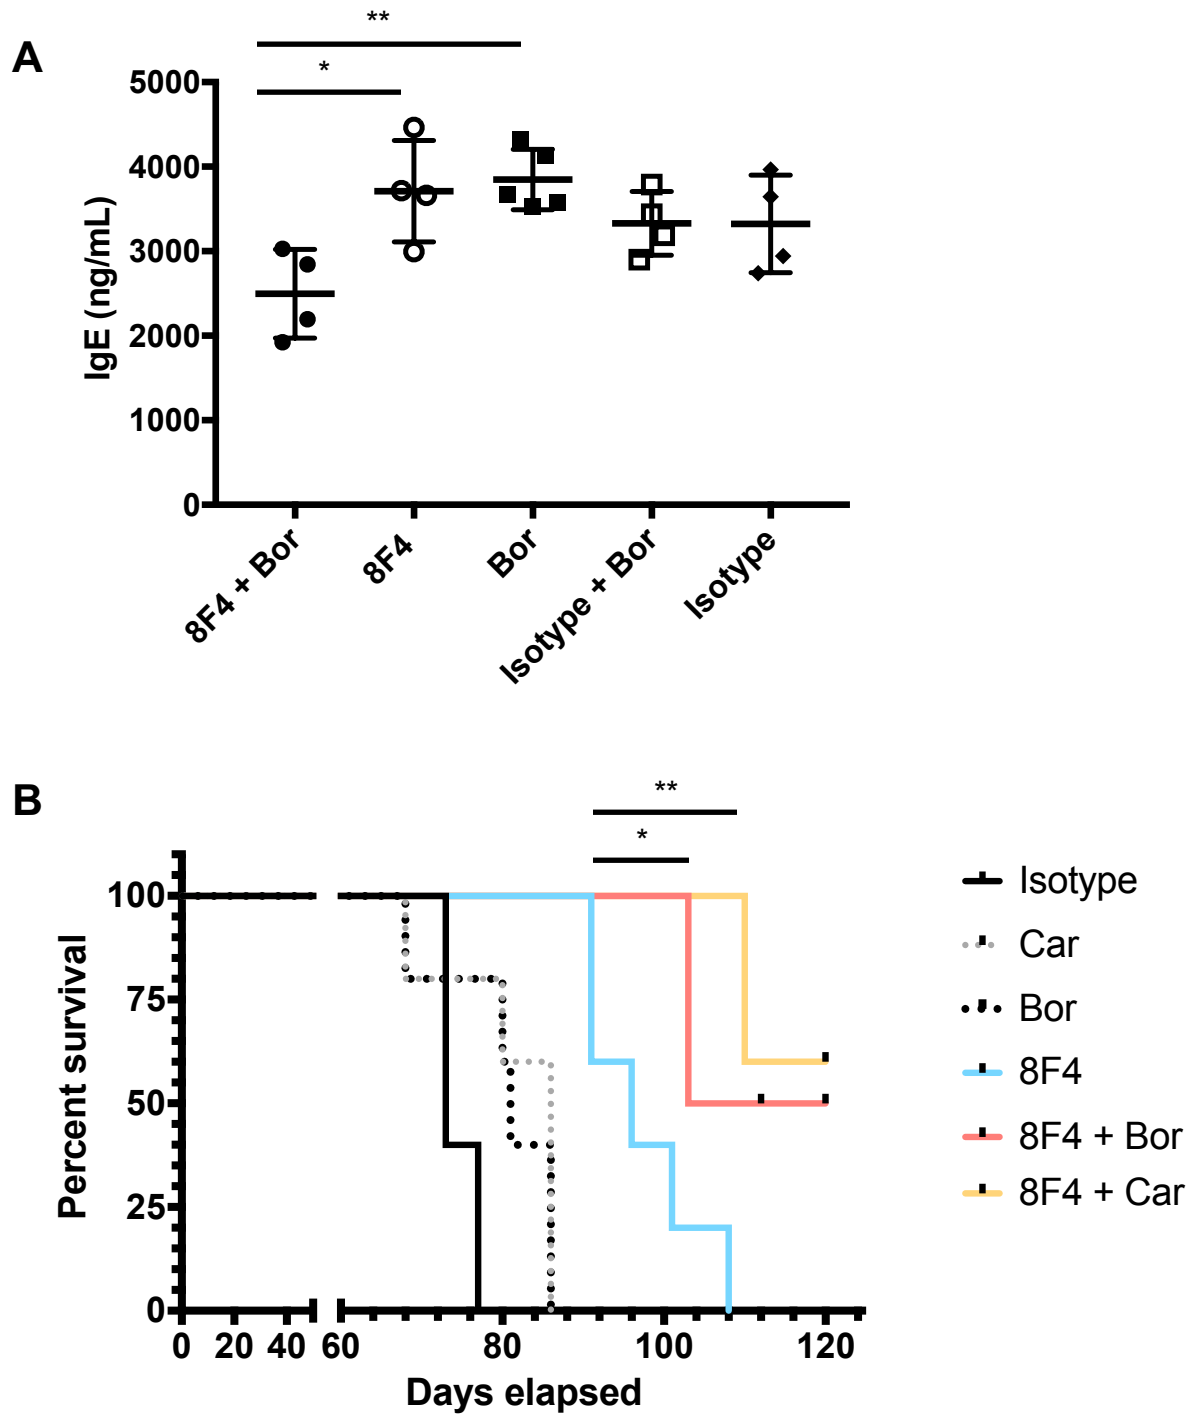 A
**
*
5000
4000
3000
2000
1000
0
IgE (ng/mL)
8F4 + Bor
8F4
Bor
Isotype + Bor
Isotype
B
**
*
100
75
50
25
0
Percent survival
0 20 40 60 80 100 120
Days elapsed
Isotype
Car
Bor
8F4
8F4 + Bor
8F4 + Car